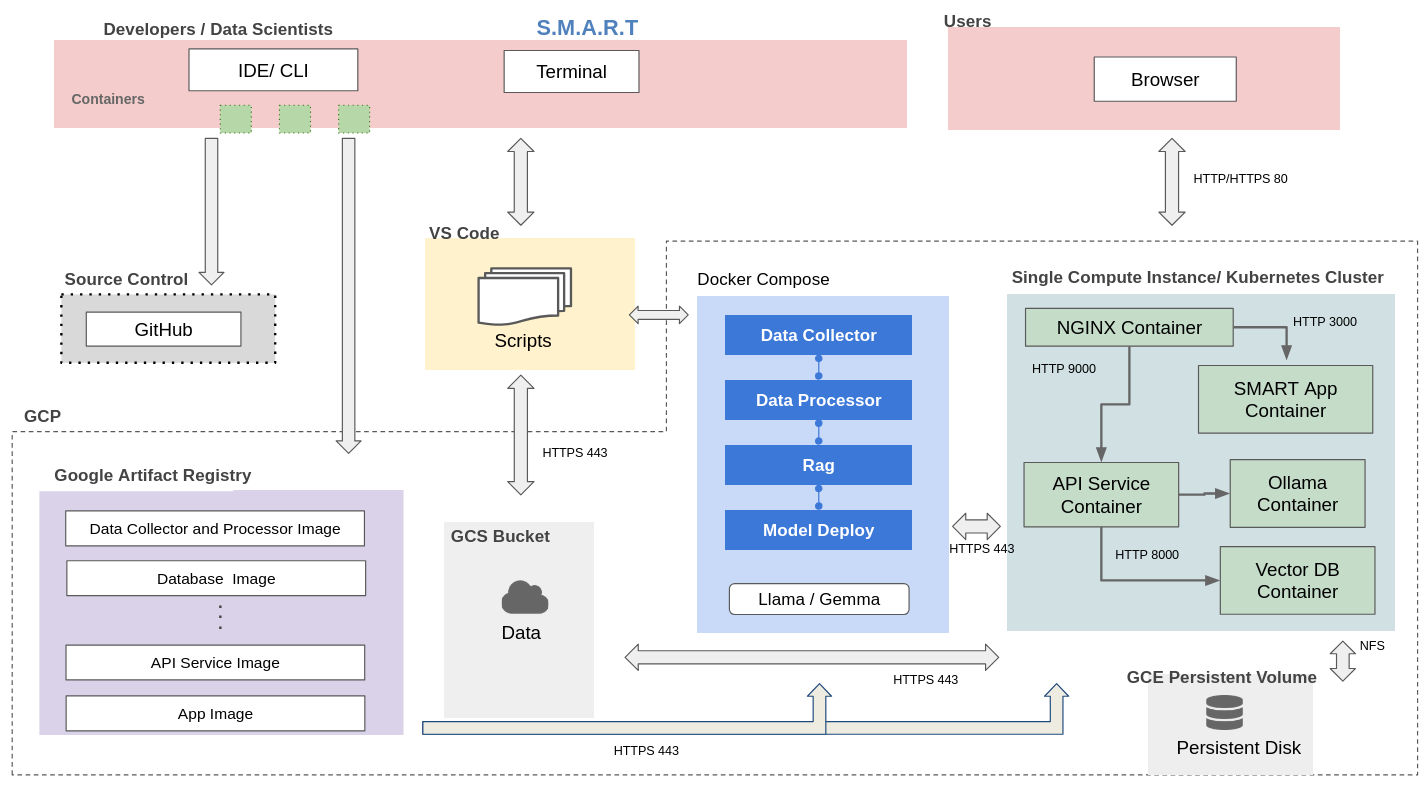 Developers / Data Scientists
S.M.A.R.T
Users
IDE/ CLI
Terminal
Browser
Containers
HTTP/HTTPS 80
VS Code
Scripts
Source Control
GitHub
GCP
Docker Compose
Data Collector
Data Processor
Rag
Model Deploy
Llama / Gemma
Single Compute Instance/ Kubernetes Cluster
NGINX Container
HTTP 3000
HTTP 9000
SMART App
Container
API Service
Container
Ollama
Container
HTTP 8000
Vector DB
Container
HTTPS 443
HTTPS 443
Google Artifact Registry
Data Collector and Processor Image
Database  Image
API Service Image
App Image
GCS Bucket
Data
HTTPS 443
HTTPS 443
NFS
GCE Persistent Volume
Persistent Disk